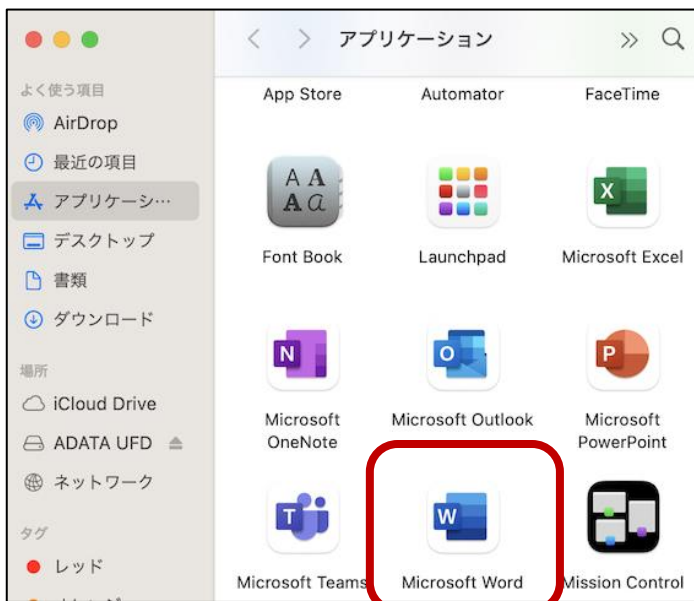 アプリケーション
よく使う項目
AirDrop
最近の項目
アプリケーシ…
デスクトップ
書類
ダウンロード
場所
iCloud Drive
ADATA UFD
ネットワーク
タグ
レッド
App Store
Automator
FaceTime
Font Book
Launchpad
Microsoft Excel
Microsoft
OneNote
Microsoft Outlook
Microsoft
PowerPoint
Microsoft Teams
Microsoft Word
Mission Control